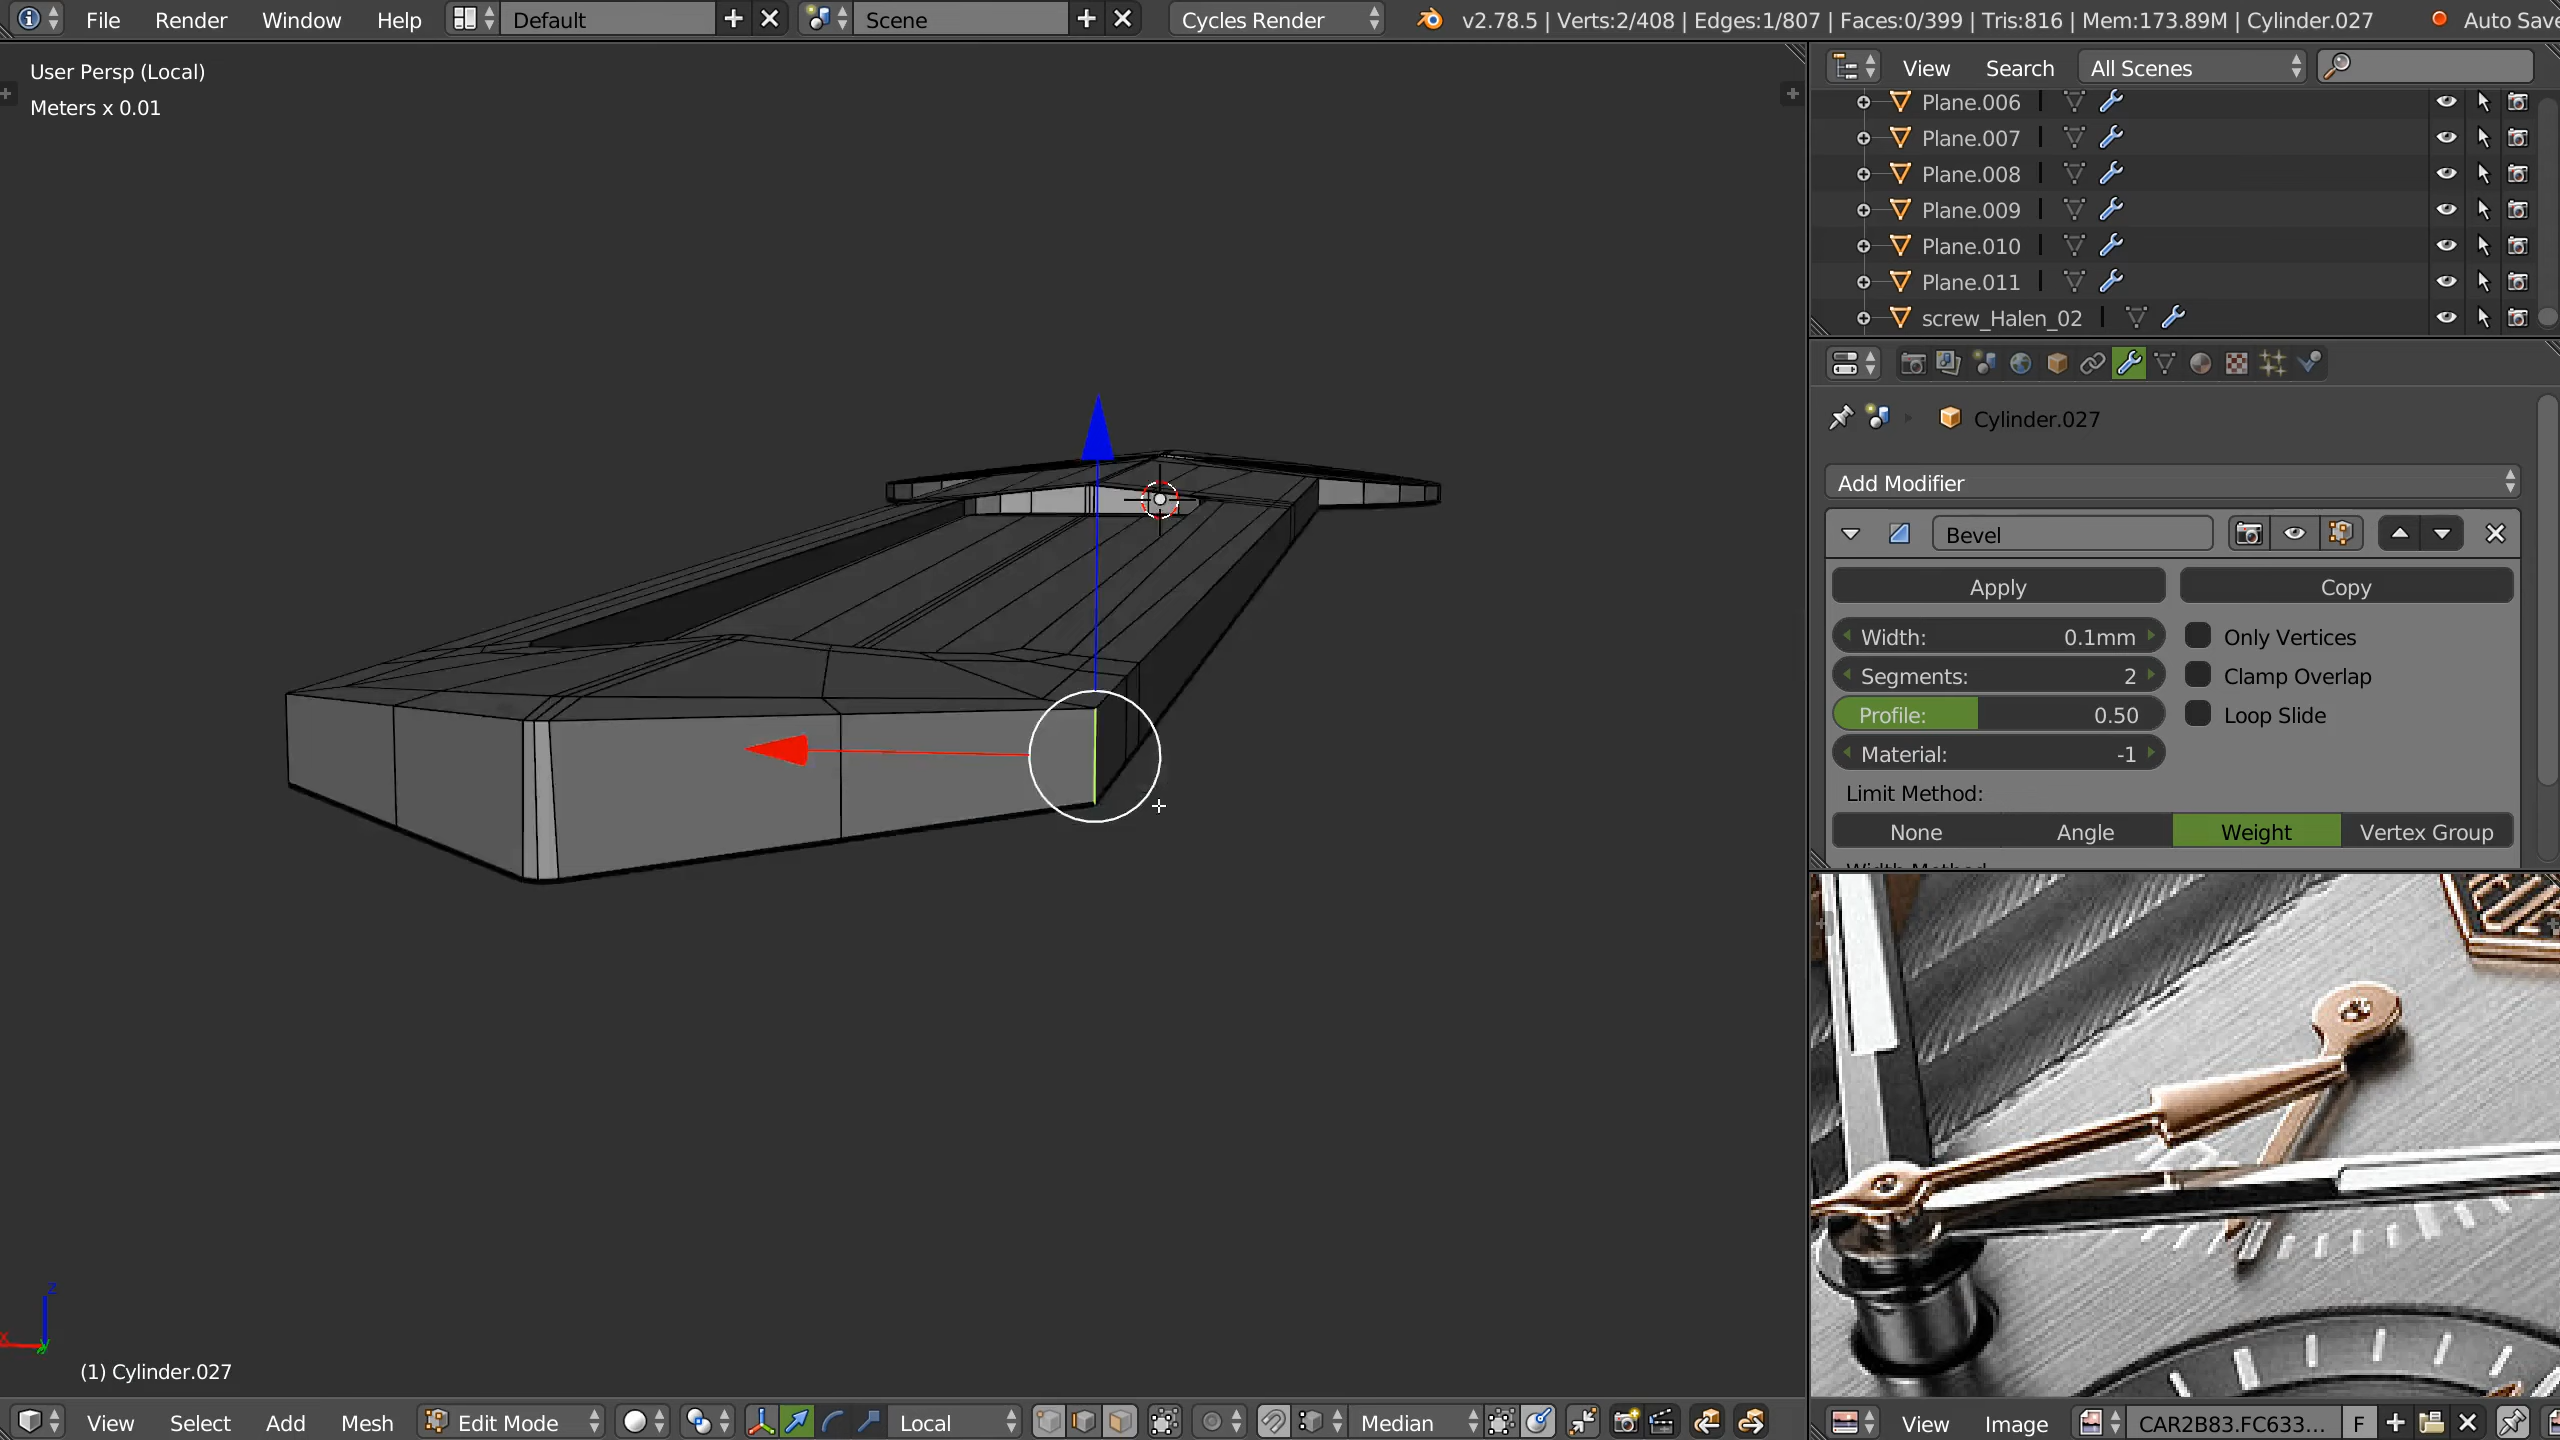 File Render Window Help Default Scene Cycles Render v2.78.5 | Verts:2/408 | Edges:1/807 | Faces:0/399 | Tris:816 | Mem:173.89M | Cylinder.027 Auto Save
User Persp (Local)
Meters x 0.01
View Search All Scenes
Plane.006
Plane.007
Plane.008
Plane.009
Plane.010
Plane.011
screw_Halen_02
Cylinder.027
Add Modifier
Bevel
Apply Copy
Width: 0.1mm Only Vertices
Segments: 2 Clamp Overlap
Profile: 0.50 Loop Slide
Material: -1
Limit Method:
None Angle Weight Vertex Group
z
x
y
(1) Cylinder.027
View Select Add Mesh Edit Mode Local Median
View Image CAR2B83.FC633... F